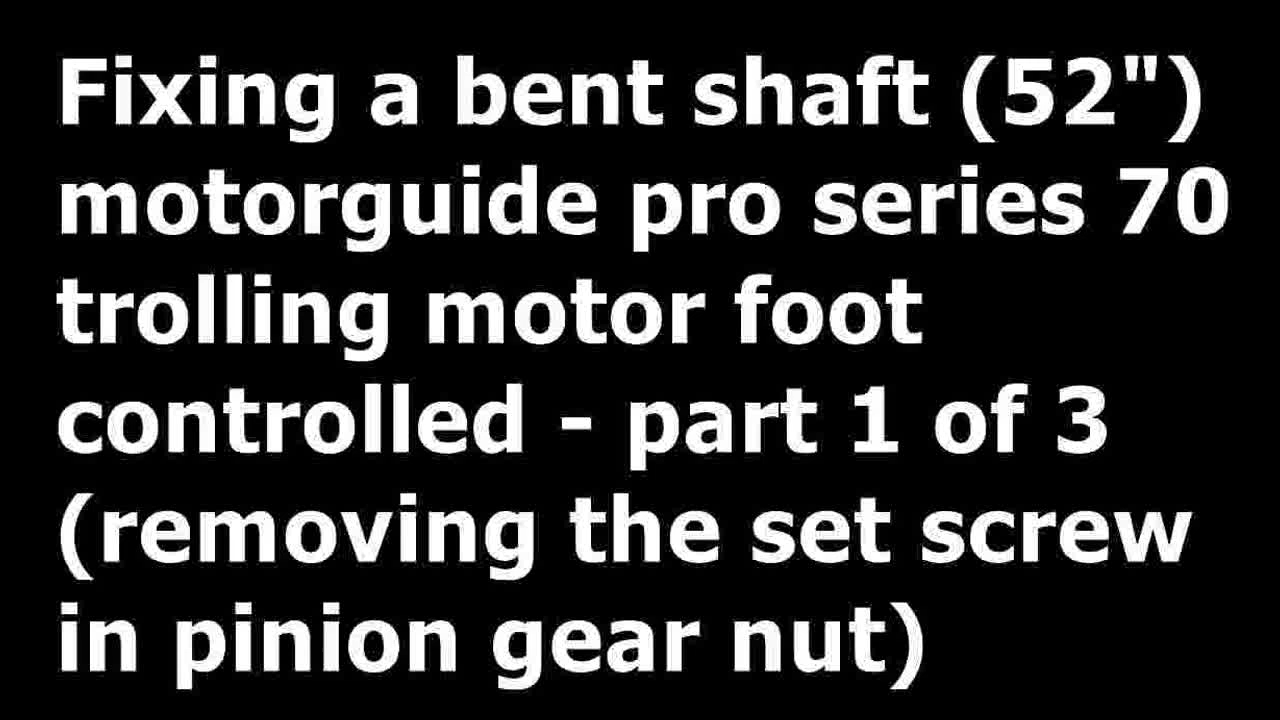 Fixing a bent shaft (52")
motorguide pro series 70
trolling motor foot
controlled - part 1 of 3
(removing the set screw
in pinion gear nut)